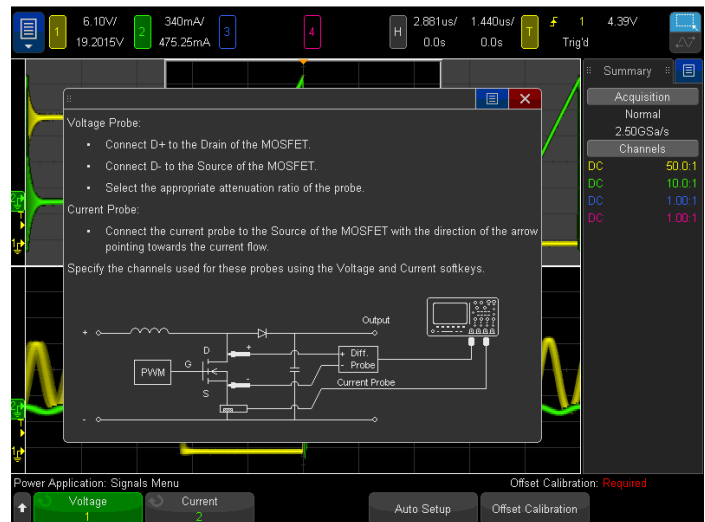 1 6.10V/ 2 340mA/ 3 4 H 2.881us/ 1.440us/ T 1 4.39V
19.2015V 475.25mA 0.0s 0.0s Trig'd
Summary
Acquisition
Normal
2.50GSa/s
Channels
DC 50.0:1
DC 10.0:1
DC 1.00:1
DC 1.00:1
Voltage Probe:
• Connect D+ to the Drain of the MOSFET.
• Connect D- to the Source of the MOSFET.
• Select the appropriate attenuation ratio of the probe.
Current Probe:
• Connect the current probe to the Source of the MOSFET with the direction of the arrow
pointing towards the current flow.
Specify the channels used for these probes using the Voltage and Current softkeys.
Output
+
D +
+ Diff.
- Probe
PWM G
-
Current Probe
S
-
2
1
2
1
Power Application: Signals Menu Offset Calibration: Required
Voltage Current Auto Setup Offset Calibration
1 2